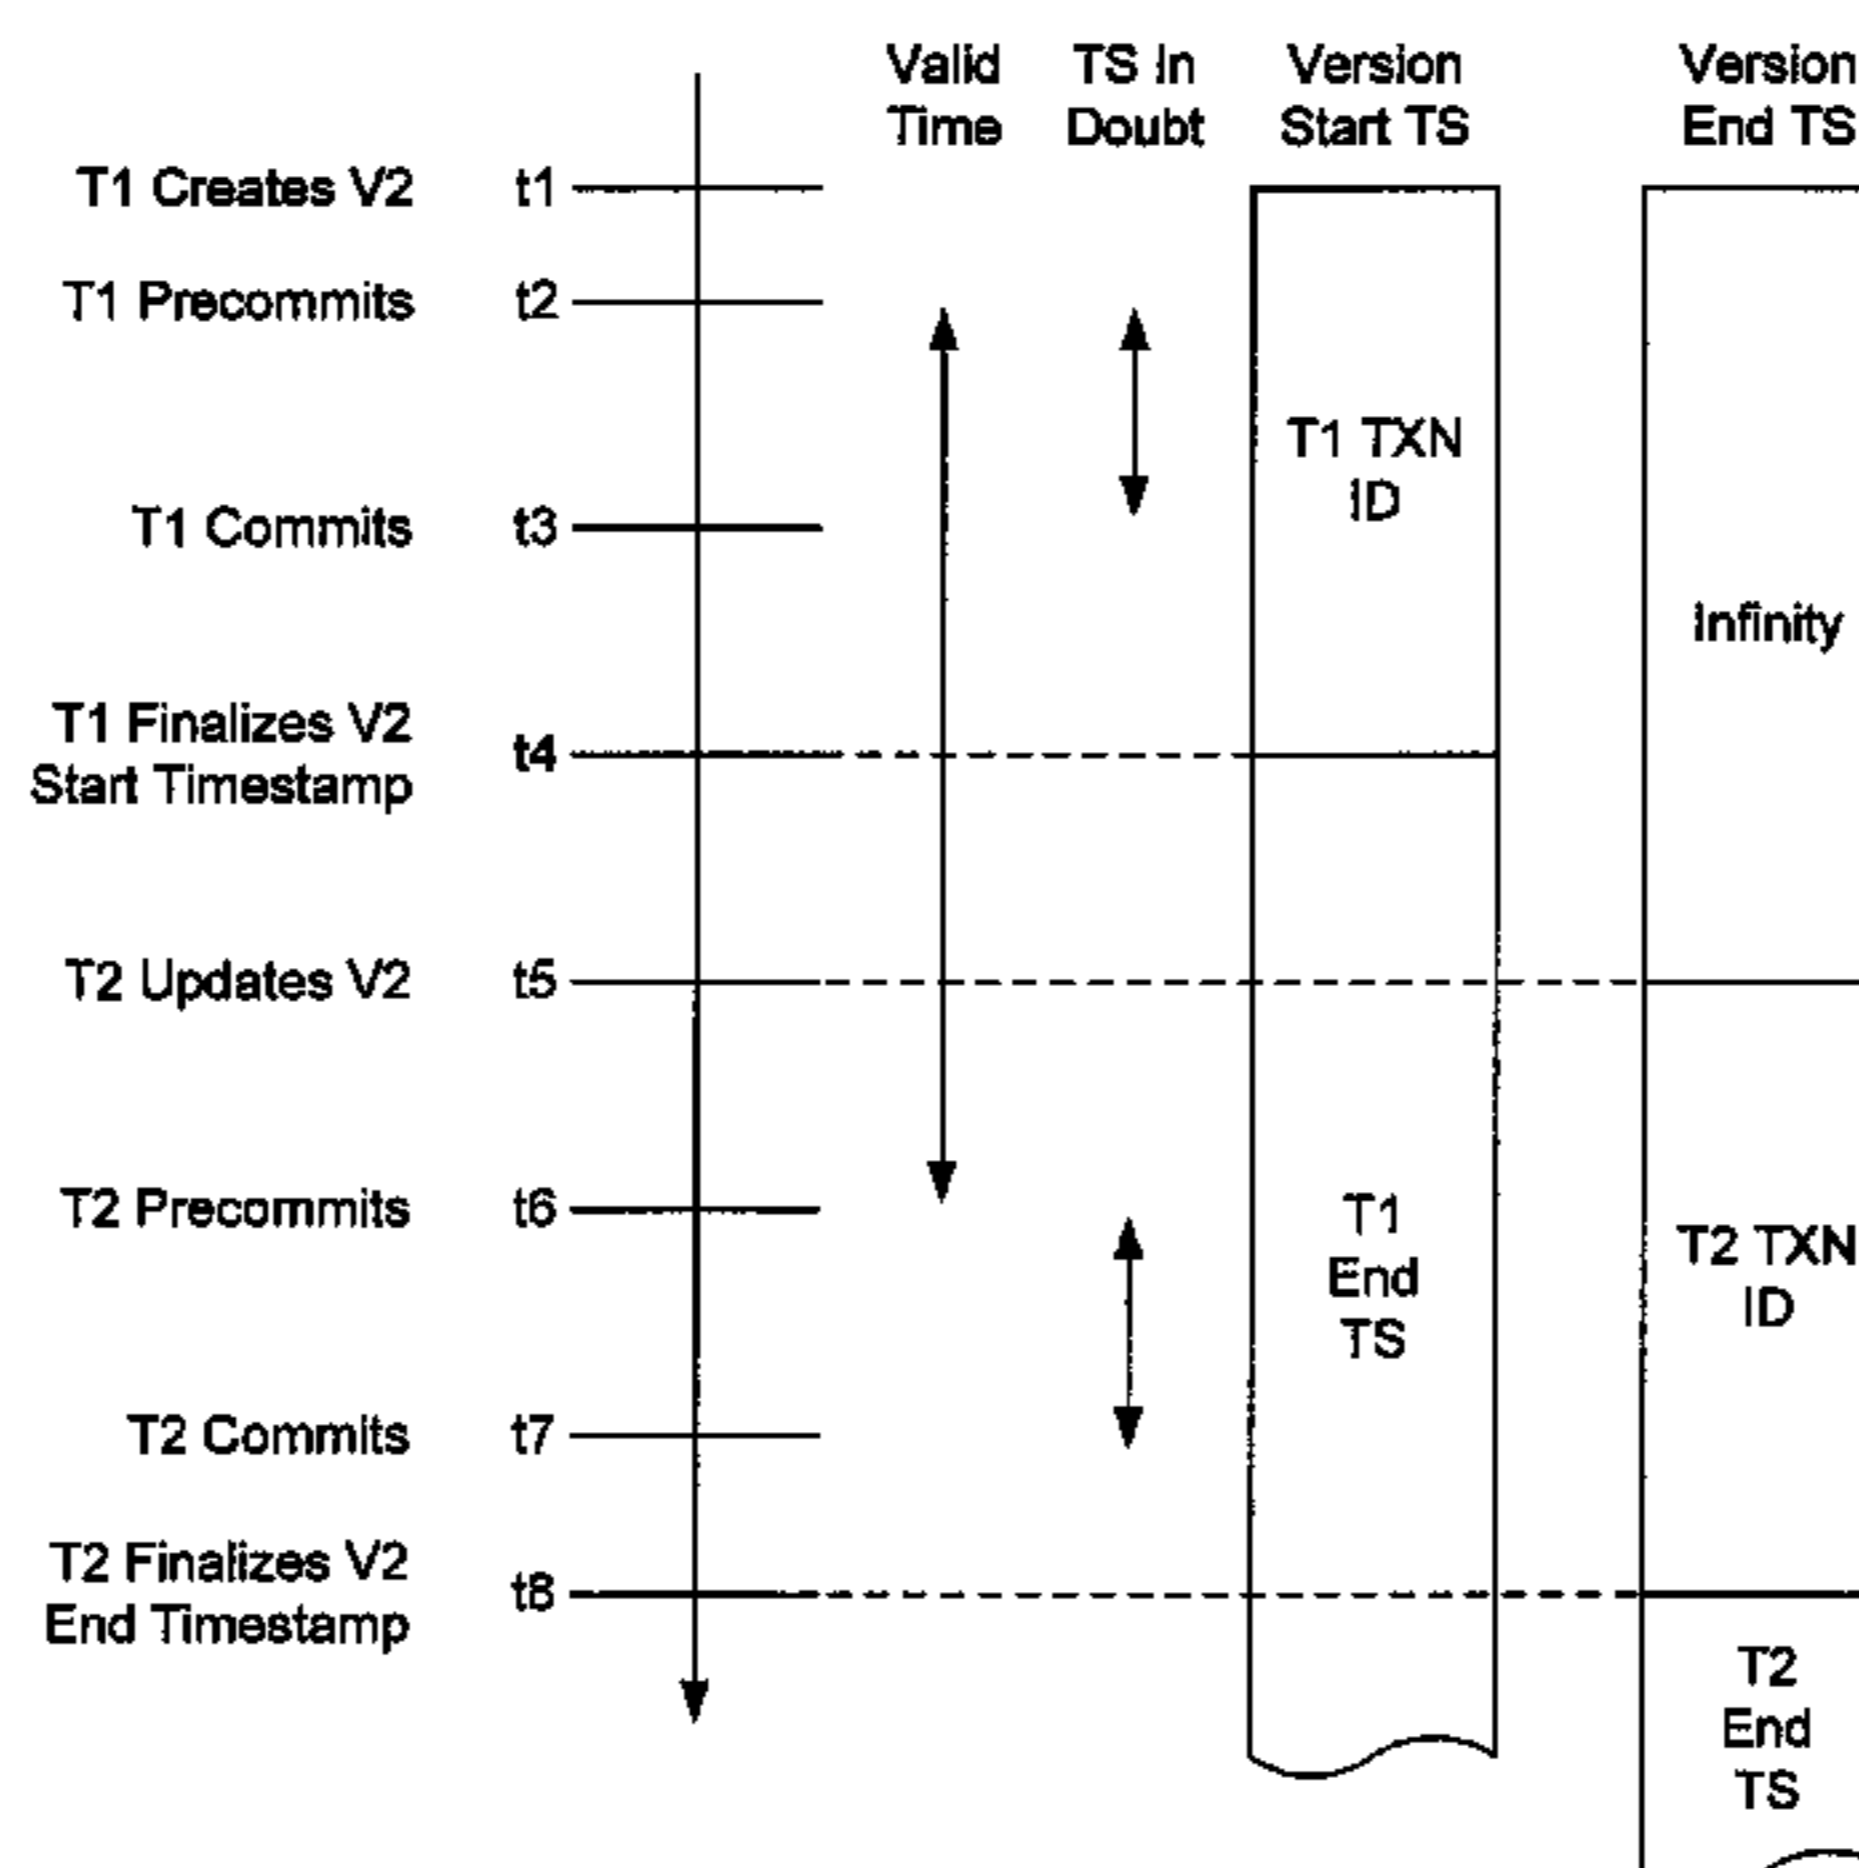 Valid Time
TS In Doubt
Version Start TS
Version End TS
T1 Creates V2 t1
T1 Precommits t2
T1 TXN ID
T1 Commits t3
Infinity
T1 Finalizes V2 Start Timestamp t4
T2 Updates V2 t5
T2 Precommits t6
T1 End TS
T2 TXN ID
T2 Commits t7
T2 Finalizes V2 End Timestamp t8
T2 End TS